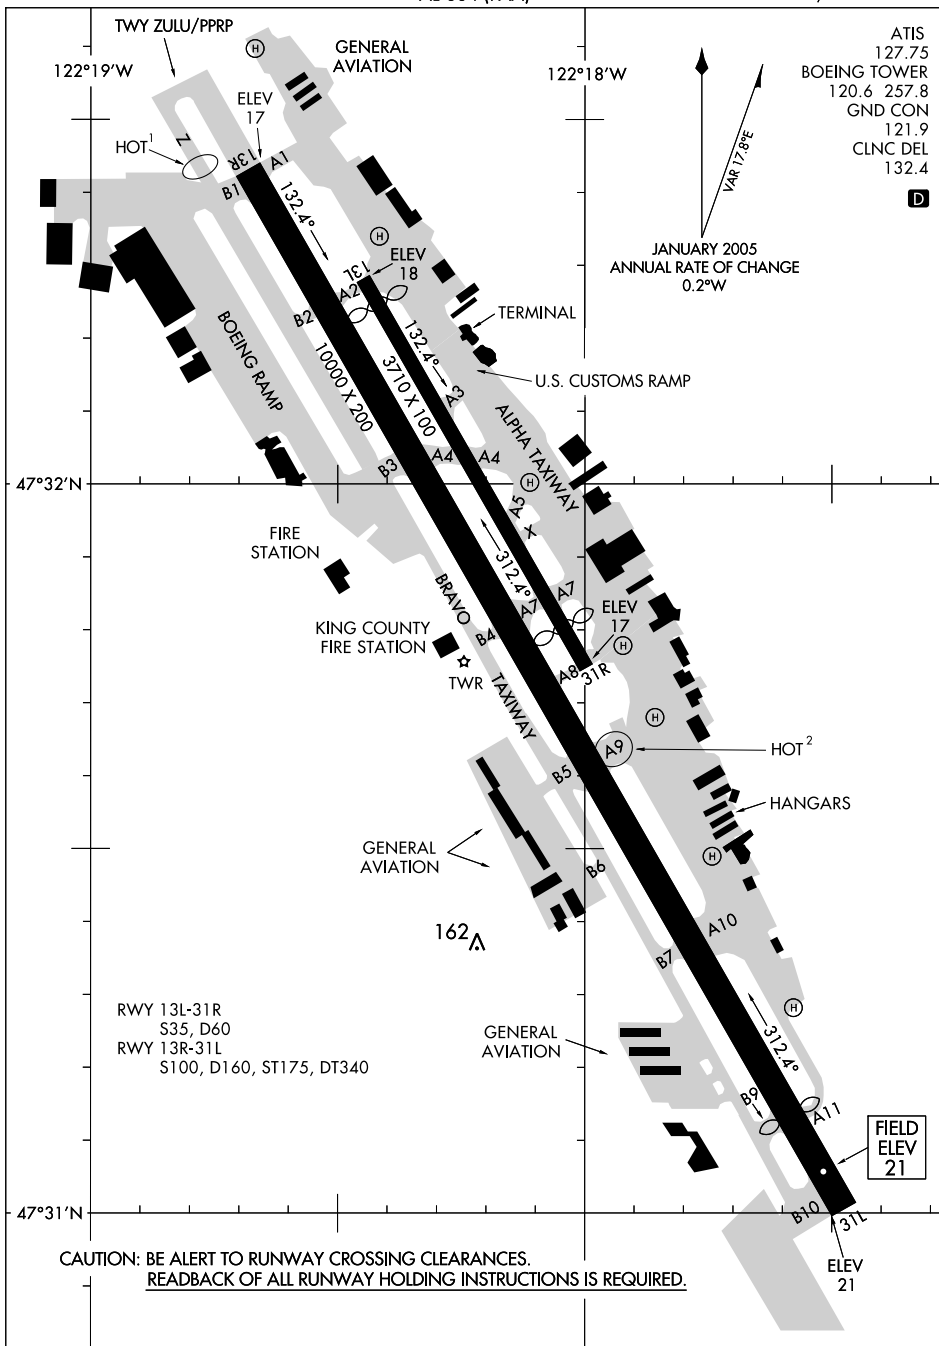 TWY ZULU/PPRP
GENERAL
AVIATION
122°19'W
122°18'W
ATIS
127.75
BOEING TOWER
120.6 257.8
GND CON
121.9
CLNC DEL
132.4
D
ELEV
17
HOT 1
Z
13R
A1
B1
132.4°
VAR 17.8°E
JANUARY 2005
ANNUAL RATE OF CHANGE
0.2°W
H
H
13L
ELEV
18
A2
B2
TERMINAL
BOEING RAMP
10000 X 200
3710 X 100
132.4°
U.S. CUSTOMS RAMP
A3
ALPHA TAXIWAY
B3
A4
A4
47°32'N
H
A5
X
FIRE
STATION
312.4°
BRAVO
TAXIWAY
A7
A7
B4
KING COUNTY
FIRE STATION
TWR
ELEV
17
H
A8
31R
H
A9
HOT 2
B5
HANGARS
GENERAL
AVIATION
H
B6
162
A10
B7
RWY 13L-31R
S35, D60
RWY 13R-31L
S100, D160, ST175, DT340
GENERAL
AVIATION
H
312.4°
B9
A11
FIELD
ELEV
21
47°31'N
B10
31L
ELEV
21
CAUTION: BE ALERT TO RUNWAY CROSSING CLEARANCES.
READBACK OF ALL RUNWAY HOLDING INSTRUCTIONS IS REQUIRED.